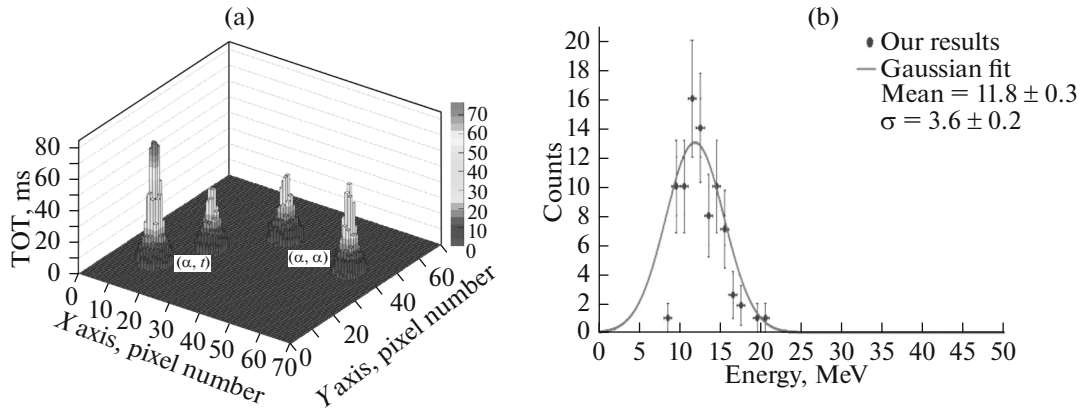 (a)
TOT, ms
80
60
40
20
0
0
10
20
30
40
50
60
70
X axis, pixel number
0
20
40
60
Y axis, pixel number
(α, t)
(α, α)
70
60
50
40
30
20
10
0
(b)
Counts
20
18
16
14
12
10
8
6
4
2
0
0 5 10 15 20 25 30 35 40 45 50
Energy, MeV
Our results
Gaussian fit
Mean = 11.8 ± 0.3
σ = 3.6 ± 0.2